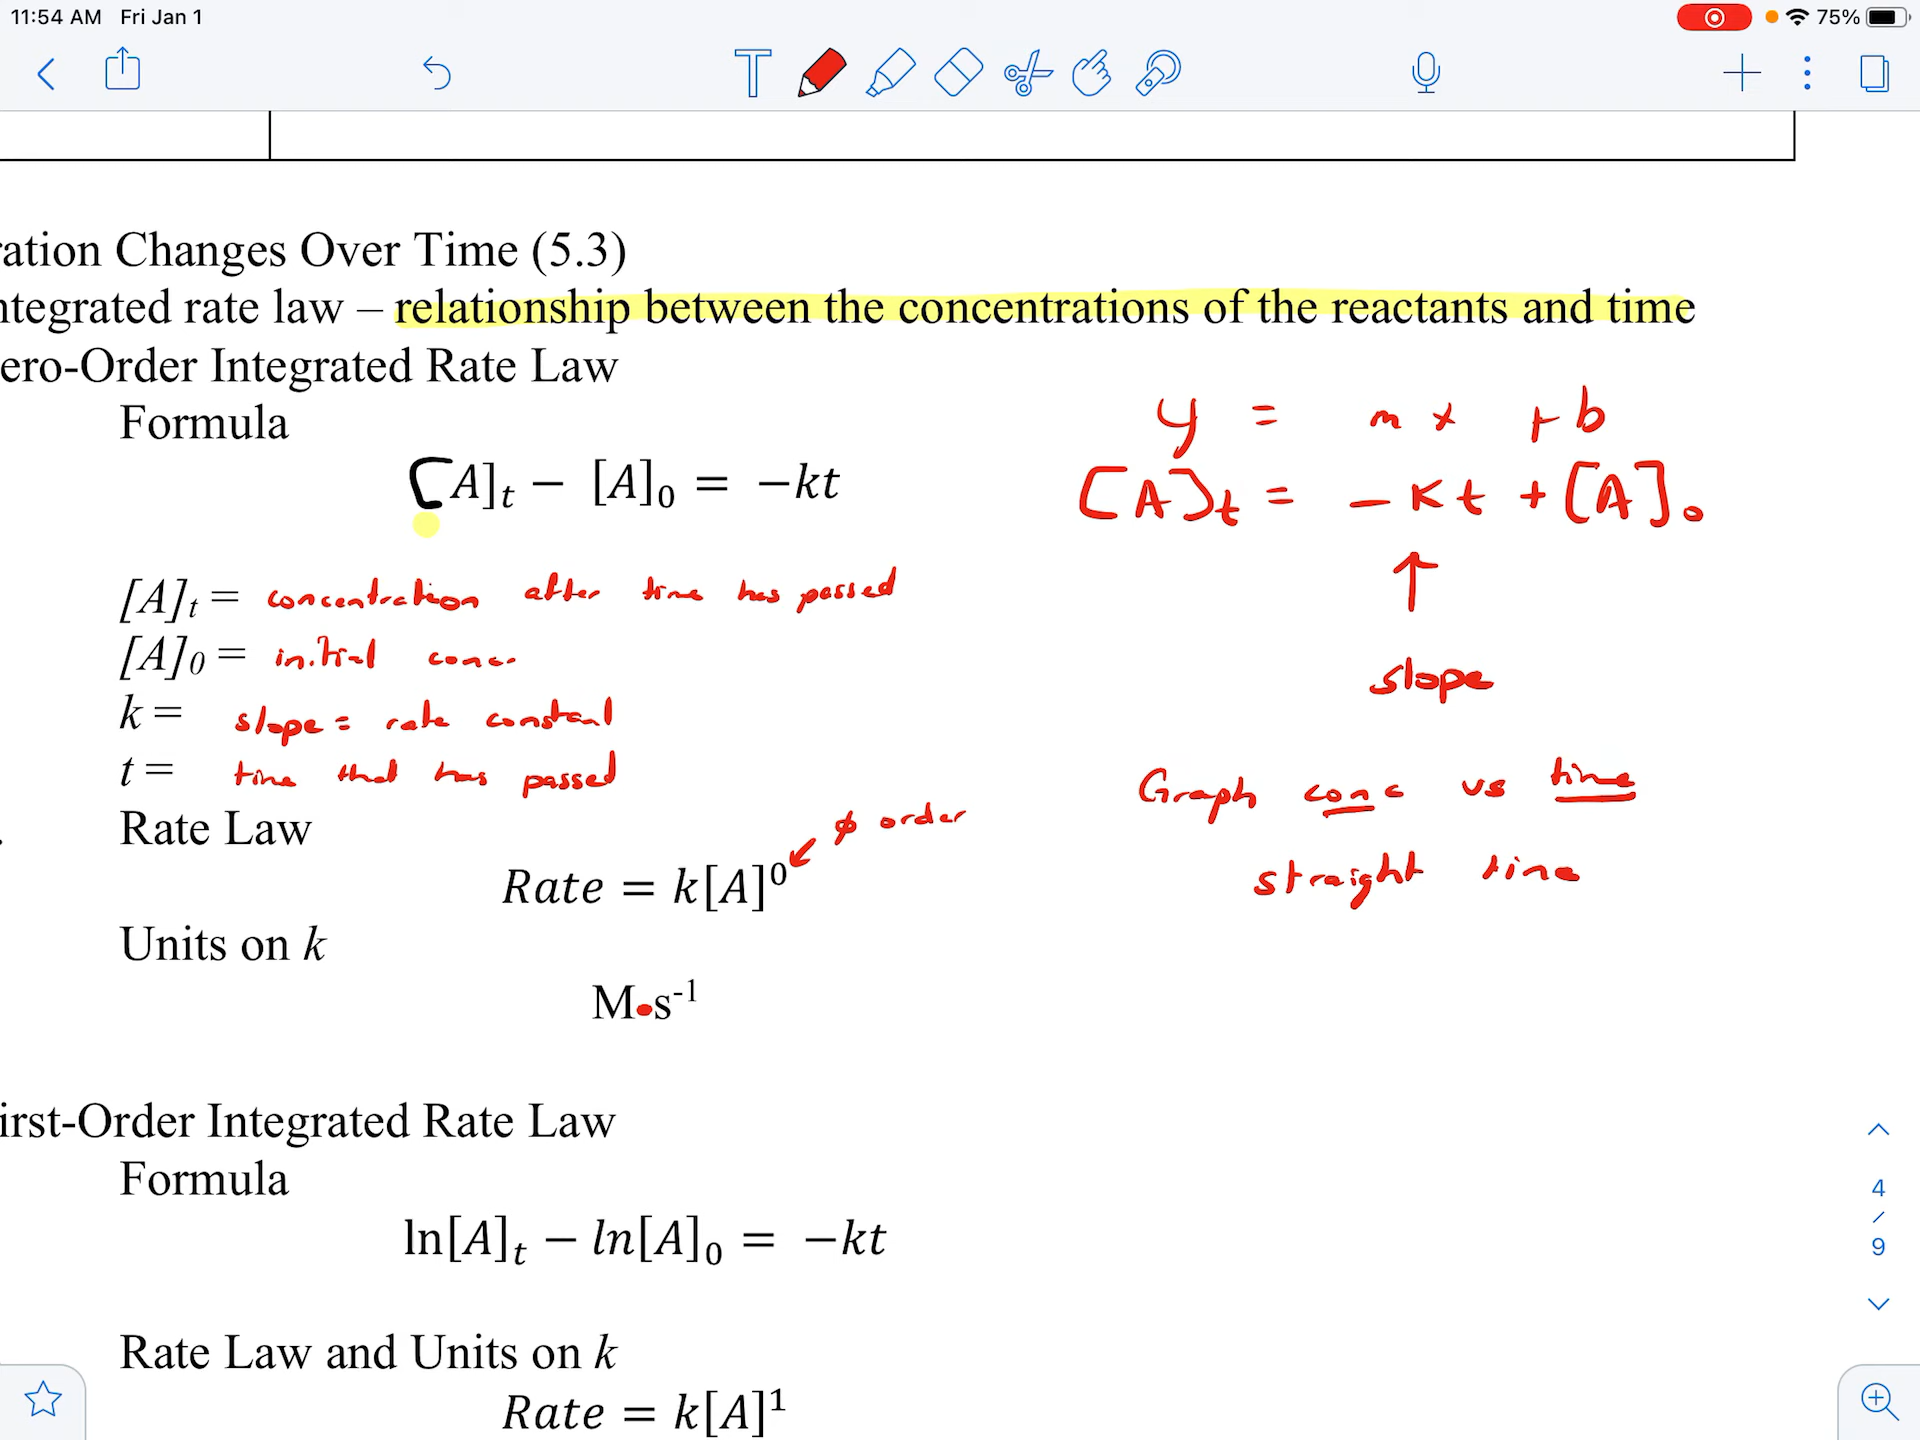 11:54 AM Fri Jan 1
75%
ration Changes Over Time (5.3)
ntegrated rate law – relationship between the concentrations of the reactants and time
ero-Order Integrated Rate Law
Formula
[A]t − [A]0 = −kt
y = mx + b
[A]t = −Kt + [A]0
↑
slope
[A]t = concentration after time has passed
[A]0 = initial conc.
k = slope = rate constant
t = time that has passed
Graph conc vs time
straight line
Rate Law
ϕ order
Rate = k[A]⁰
Units on k
M•s⁻¹
irst-Order Integrated Rate Law
Formula
ln[A]t − ln[A]0 = −kt
Rate Law and Units on k
Rate = k[A]¹
4
/
9